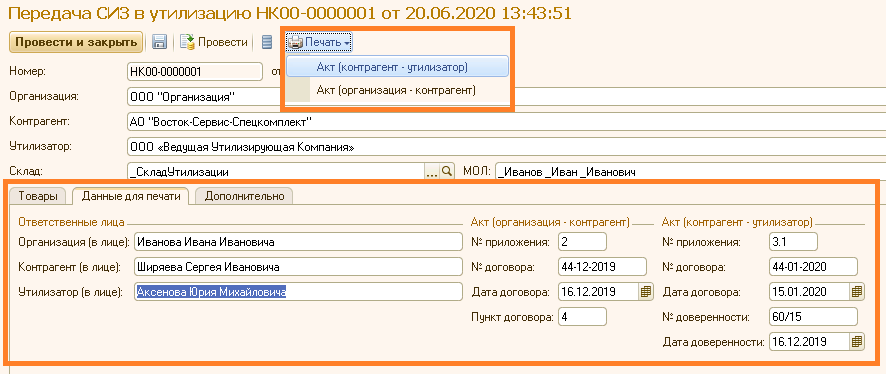 Передача СИЗ в утилизацию НК00-0000001 от 20.06.2020 13:43:51
Провести и закрыть Провести Печать
Акт (контрагент - утилизатор)
Акт (организация - контрагент)
Номер: НК00-0000001 от
Организация: ООО "Организация"
Контрагент: АО "Восток-Сервис-Спецкомплект"
Утилизатор: ООО «Ведущая Утилизирующая Компания»
Склад: _СкладУтилизации ... МОЛ: _Иванов _Иван _Иванович
Товары Данные для печати Дополнительно
Ответственные лица Акт (организация - контрагент) Акт (контрагент - утилизатор)
Организация (в лице): Иванова Ивана Ивановича № приложения: 2 № приложения: 3.1
Контрагент (в лице): Ширяева Сергея Ивановича № договора: 44-12-2019 № договора: 44-01-2020
Утилизатор (в лице): Аксенова Юрия Михайловича Дата договора: 16.12.2019 Дата договора: 15.01.2020
Пункт договора: 4 № доверенности: 60/15
Дата доверенности: 16.12.2019